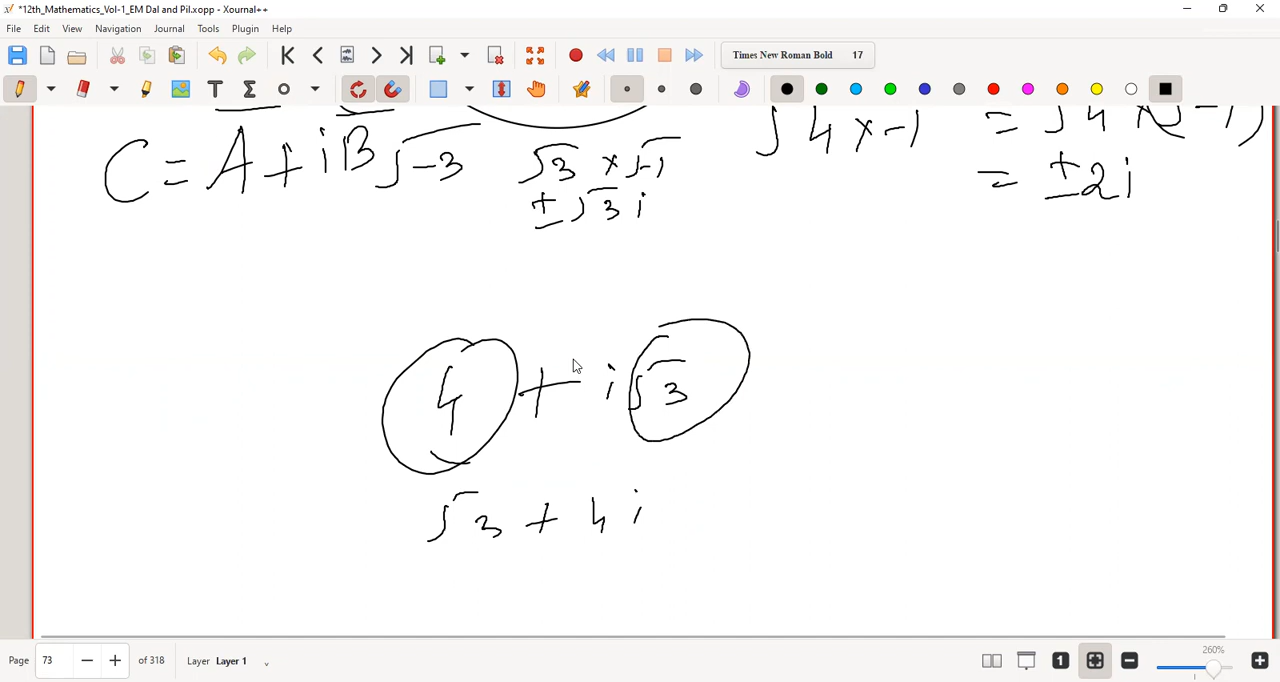 *12th_Mathematics_Vol-1_EM Dal and Pil.xopp - Xournal++
File Edit View Navigation Journal Tools Plugin Help
Times New Roman Bold 17
C = A + iB √-3 √3 × √-1 √4 × -1 = √4 × (√-1)
± √3 i = ± 2i
4 + i √3
√3 + 4 i
Page 73 of 318 Layer Layer 1 260%